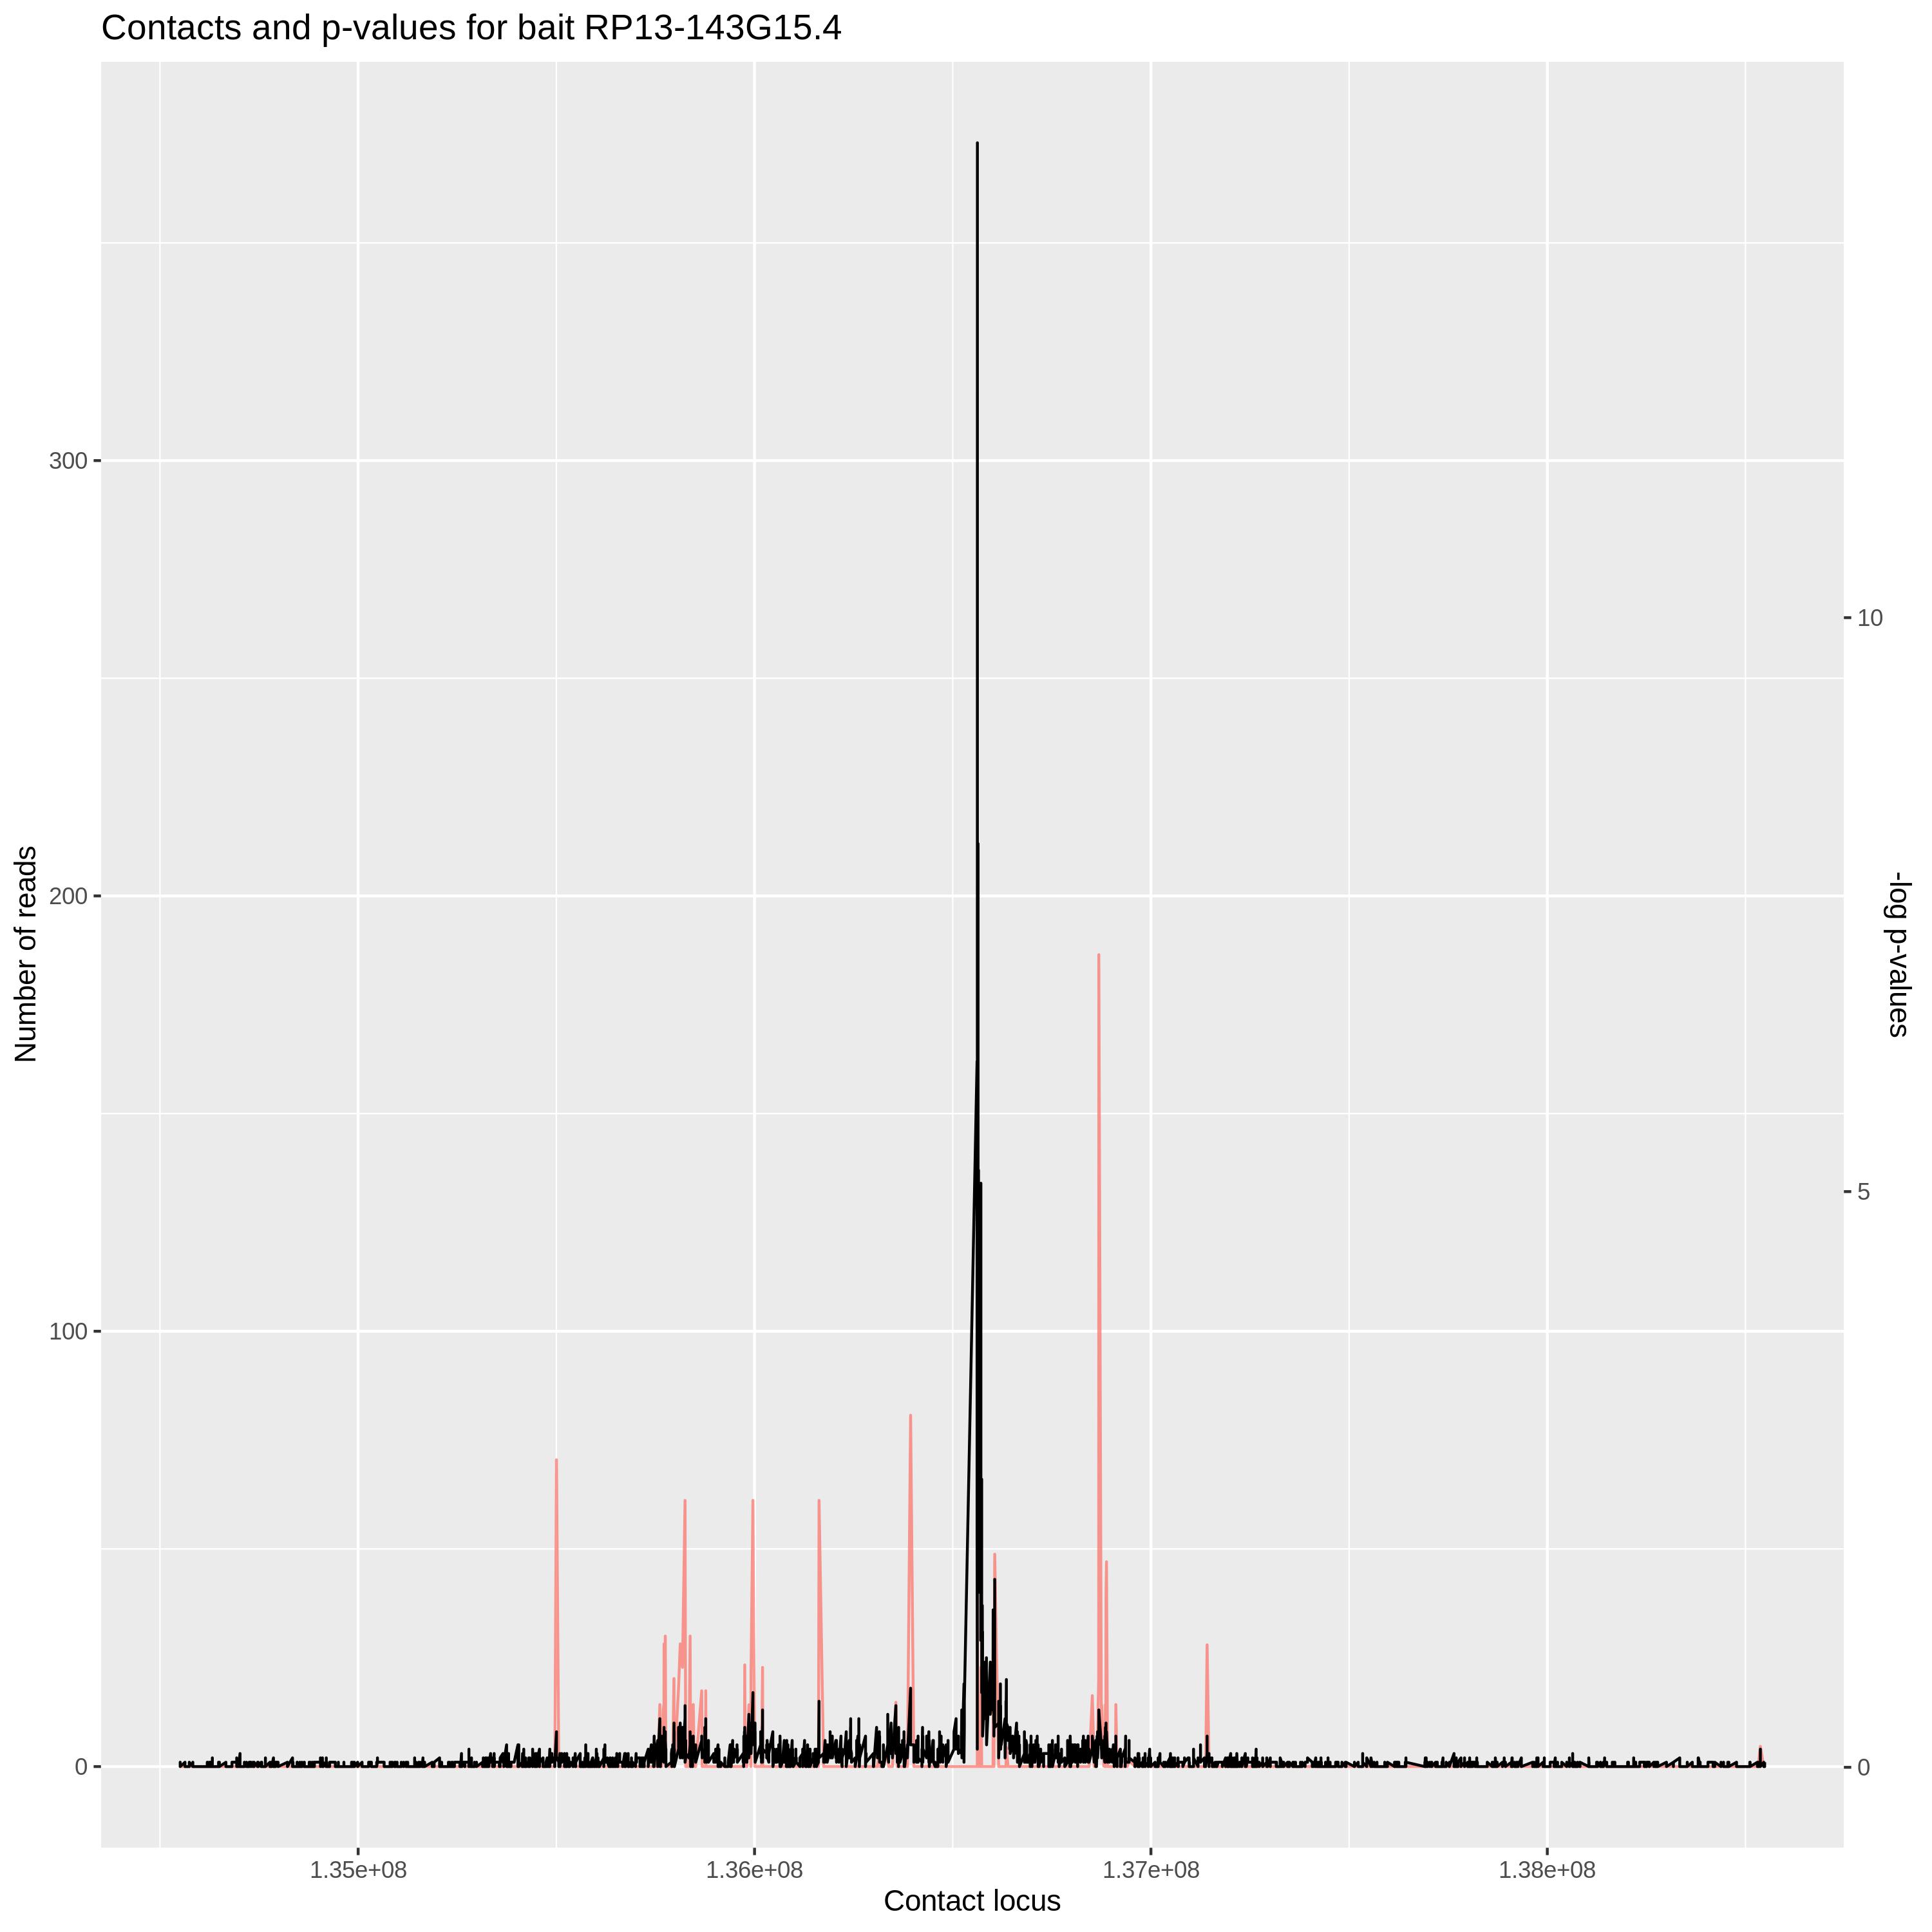 Contacts and p-values for bait RP13-143G15.4
Number of reads
300
200
100
0
10
5
0
-log p-values
1.35e+08
1.36e+08
1.37e+08
1.38e+08
Contact locus